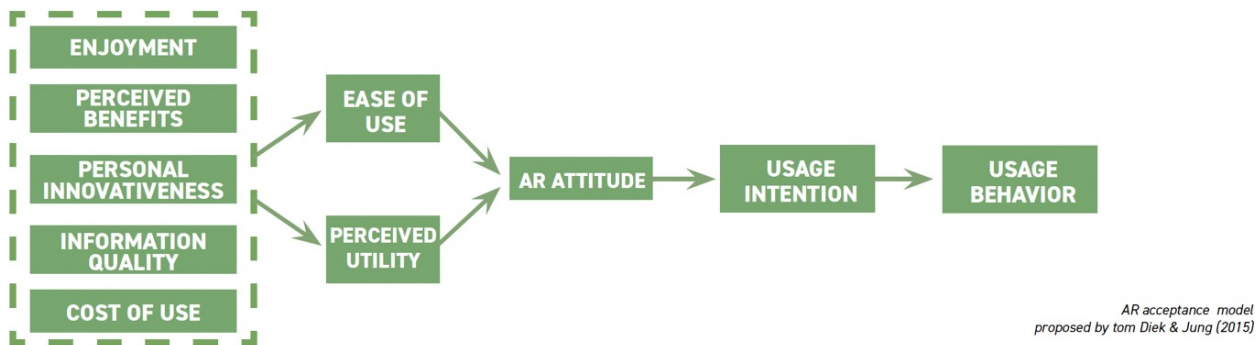 ENJOYMENT
PERCEIVED
BENEFITS
PERSONAL
INNOVATIVENESS
INFORMATION
QUALITY
COST OF USE
EASE OF
USE
PERCEIVED
UTILITY
AR ATTITUDE
USAGE
INTENTION
USAGE
BEHAVIOR
AR acceptance model
proposed by tom Diek & Jung (2015)